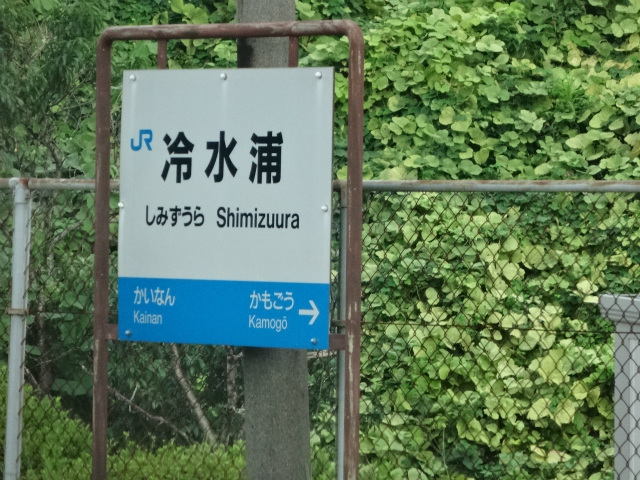 JR 冷水浦
しみずうら Shimizuura
かいなん かもごう →
Kainan Kamogō